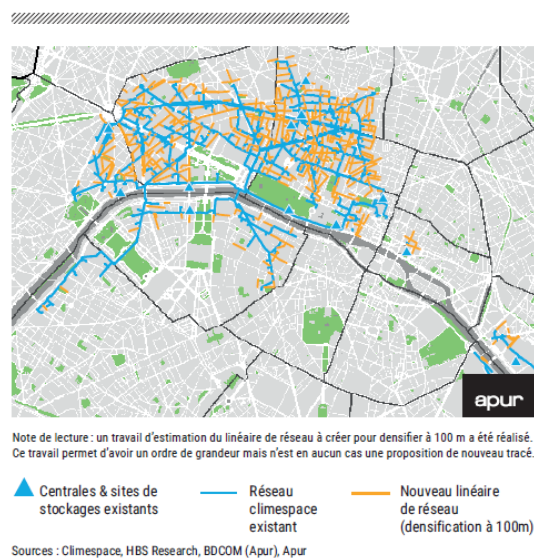 apur
Note de lecture : un travail d'estimation du linéaire de réseau à créer pour densifier à 100 m a été réalisé.
Ce travail permet d'avoir un ordre de grandeur mais n'est en aucun cas une proposition de nouveau tracé.
Centrales & sites de
stockages existants
Réseau
climespace
existant
Nouveau linéaire
de réseau
(densification à 100m)
Sources : Climespace, HBS Research, BDCOM (Apur), Apur